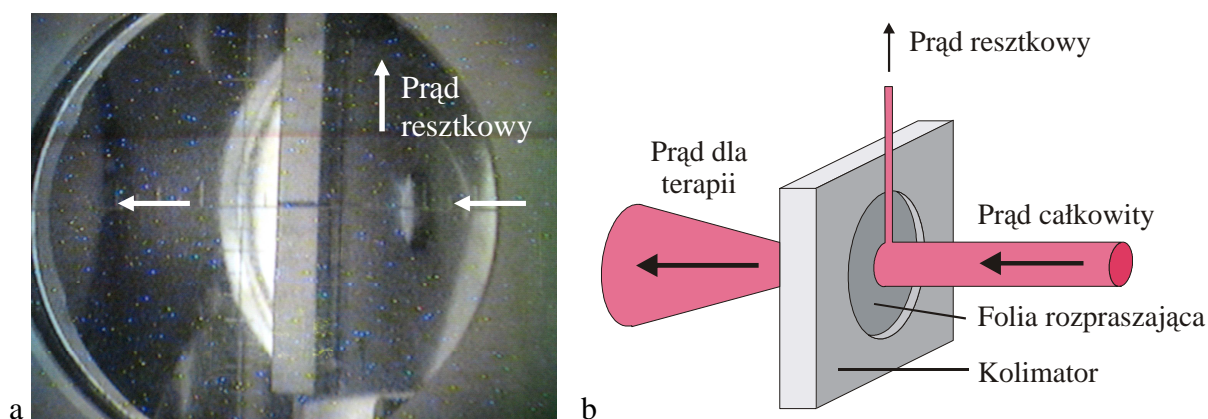 Prąd
resztkowy
a
Prąd resztkowy
Prąd dla
terapii
Prąd całkowity
Folia rozpraszająca
Kolimator
b